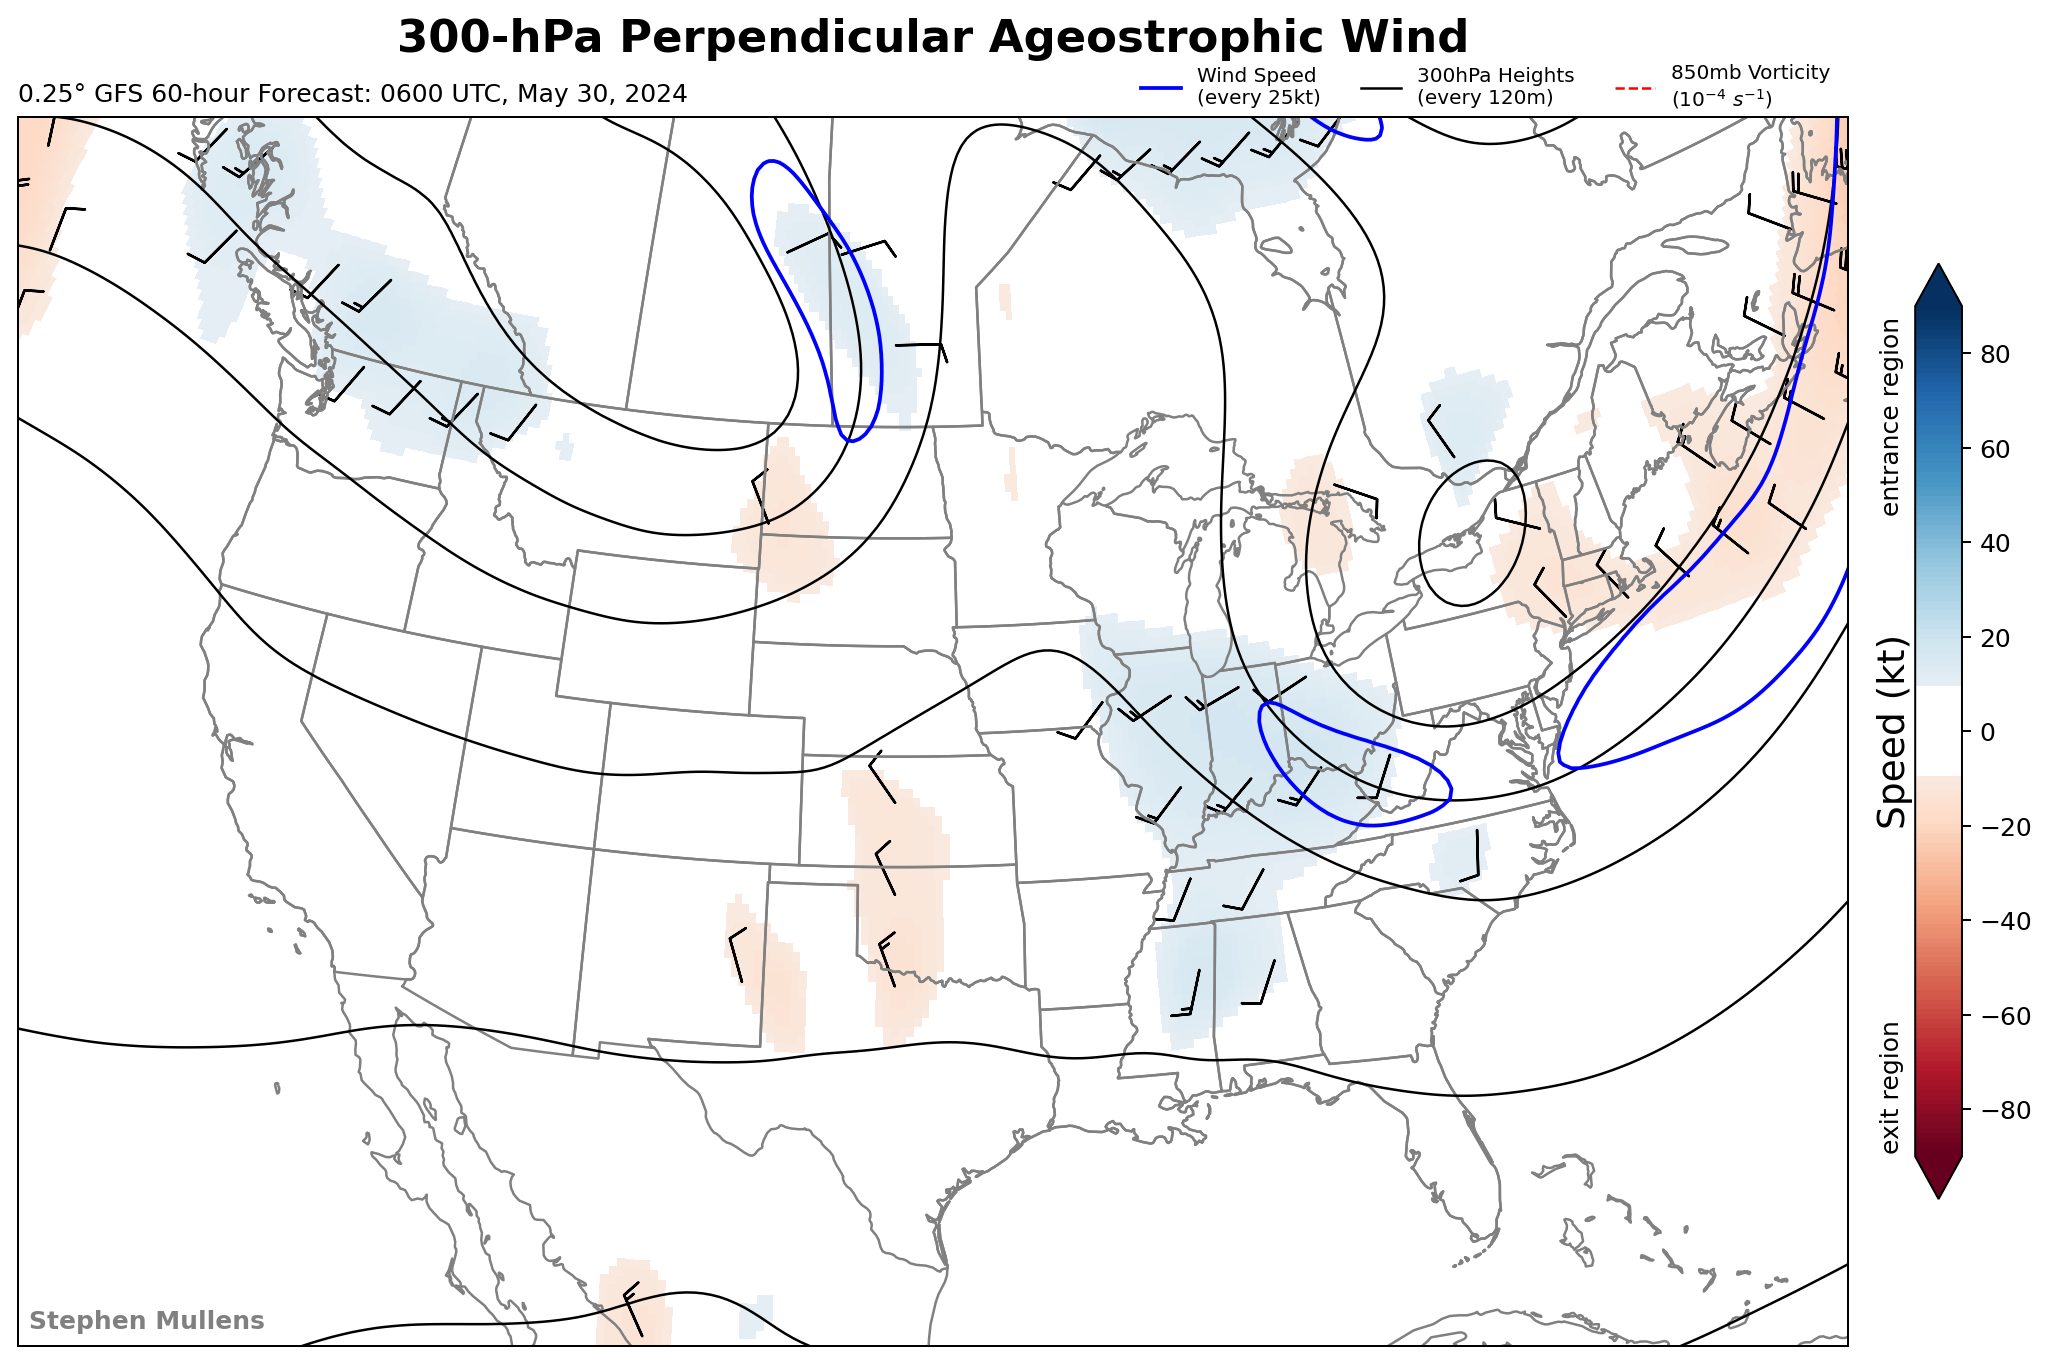 300-hPa Perpendicular Ageostrophic Wind
0.25° GFS 60-hour Forecast: 0600 UTC, May 30, 2024
Wind Speed
(every 25kt)
300hPa Heights
(every 120m)
850mb Vorticity
(10⁻⁴ s⁻¹)
entrance region
Speed (kt)
exit region
80
60
40
20
0
−20
−40
−60
−80
Stephen Mullens